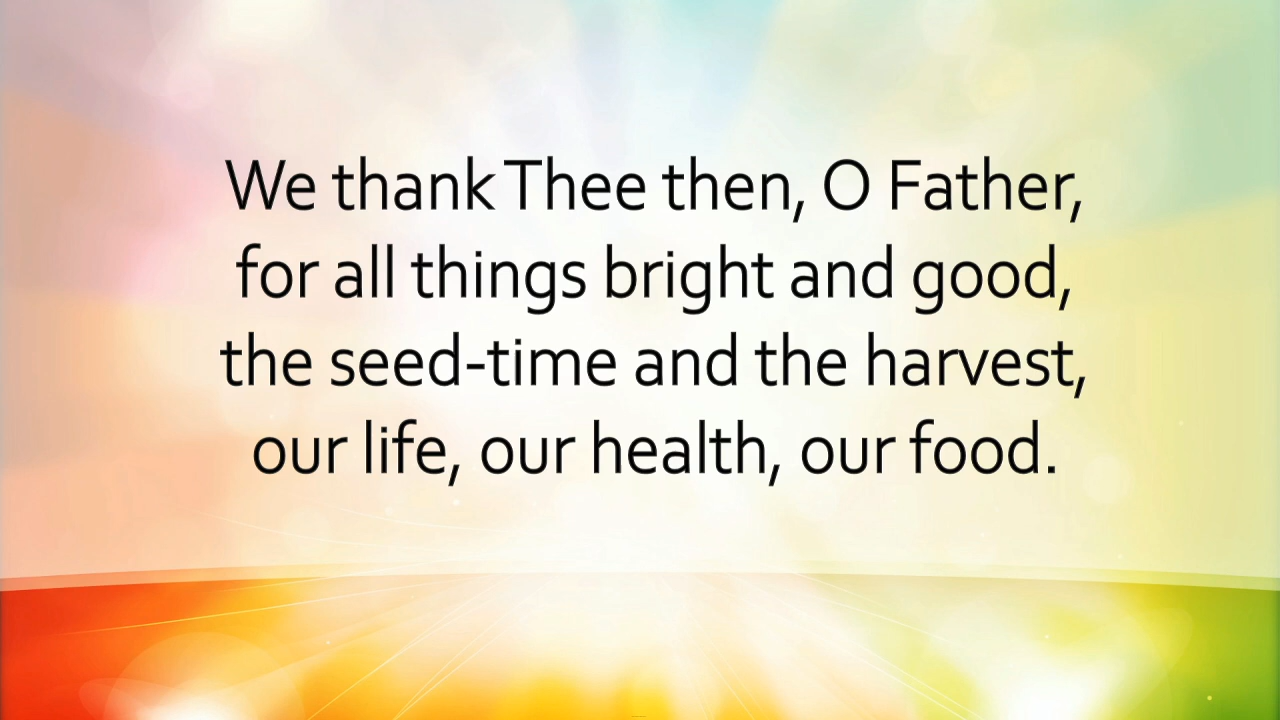 We thank Thee then, O Father,
for all things bright and good,
the seed-time and the harvest,
our life, our health, our food.